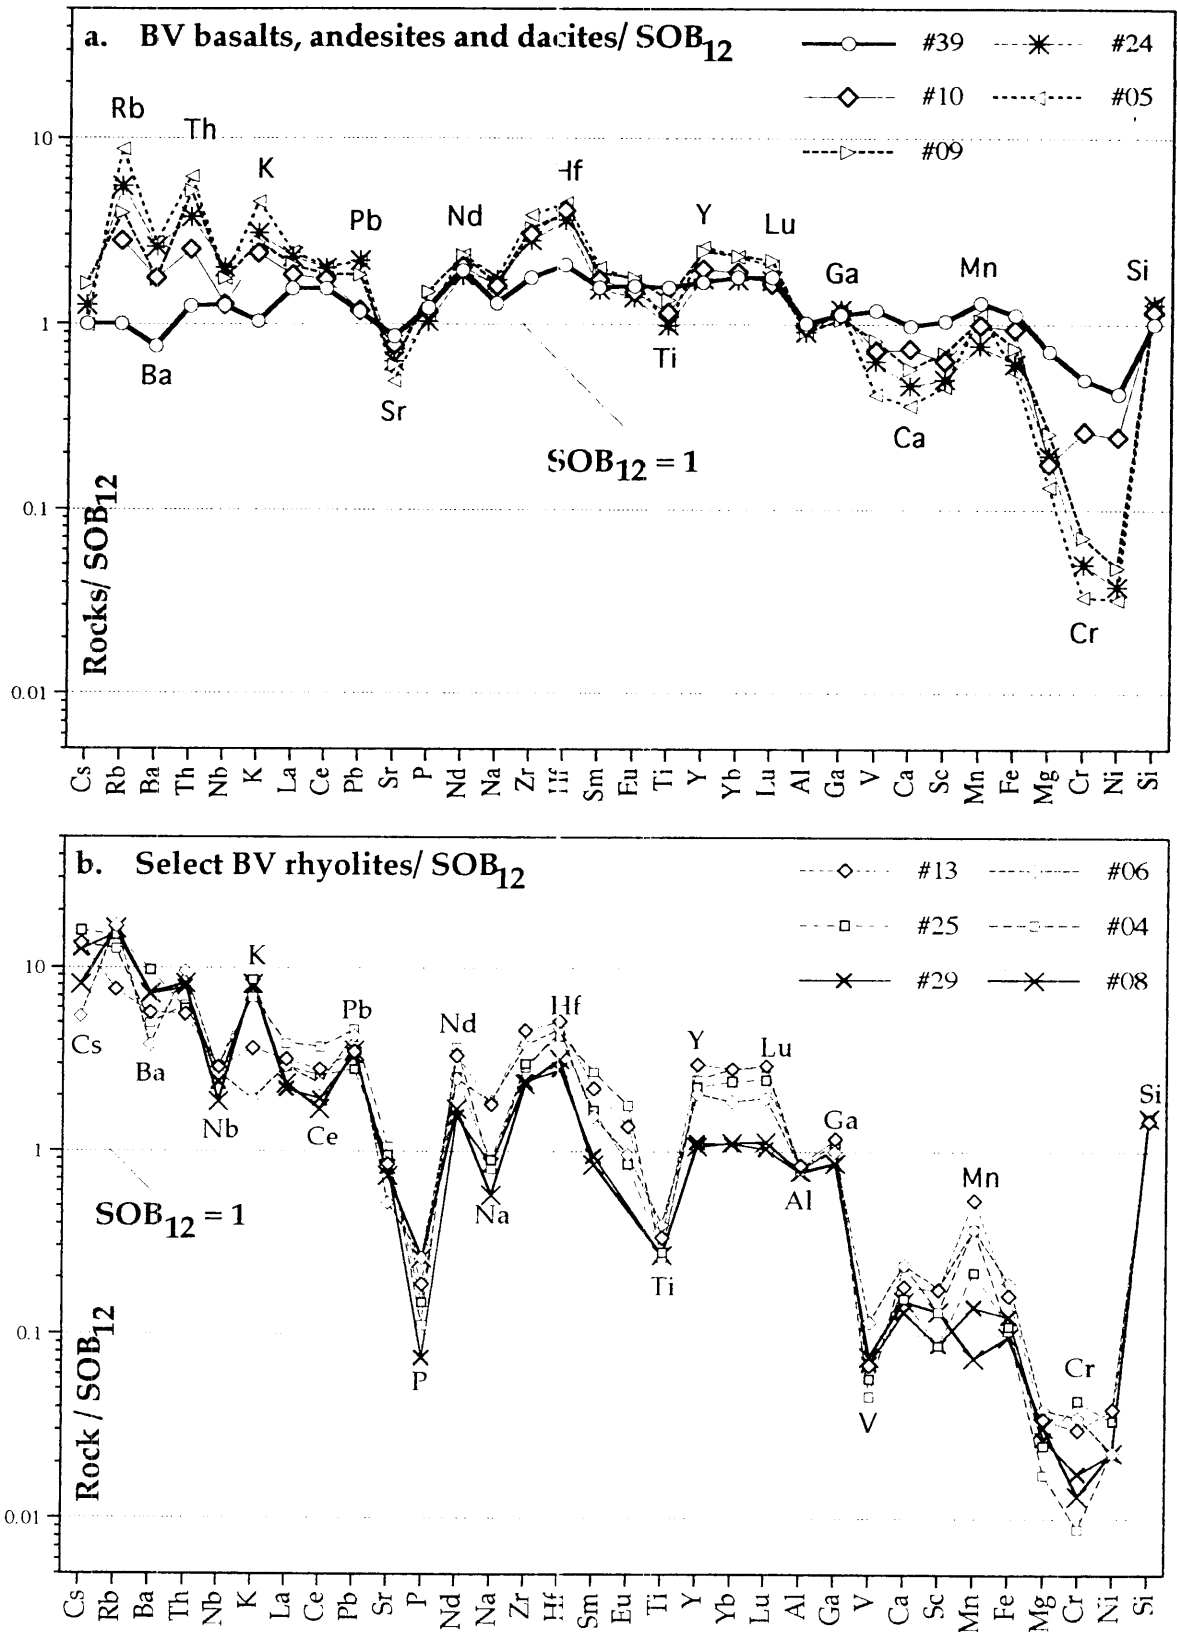 a. BV basalts, andesites and dacites/ SOB12
#39 #24
#10 #05
#09
Rb
Th
K
Pb
Nd
Hf
Y
Lu
Ga
Mn
Si
10
1
0.1
0.01
Ba
Sr
Ti
Ca
Cr
SOB12 = 1
Rocks/ SOB12
Cs Rb Ba Th Nb K La Ce Pb Sr P Nd Na Zr Hf Sm Eu Ti Y Yb Lu Al Ga V Ca Sc Mn Fe Mg Cr Ni Si
b. Select BV rhyolites/ SOB12
#13 #06
#25 #04
#29 #08
10
1
0.1
0.01
K
Pb
Nd
Hf
Y
Lu
Ga
Mn
Cr
Si
Cs
Ba
Nb
Ce
P
Na
Ti
Al
V
SOB12 = 1
Rock / SOB12
Cs Rb Ba Th Nb K La Ce Pb Sr P Nd Na Zr Hf Sm Eu Ti Y Yb Lu Al Ga V Ca Sc Mn Fe Mg Cr Ni Si